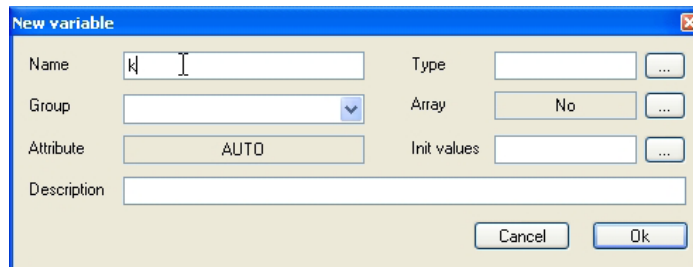 New variable
Name k Type ...
Group Array No ...
Attribute AUTO Init values ...
Description
Cancel Ok